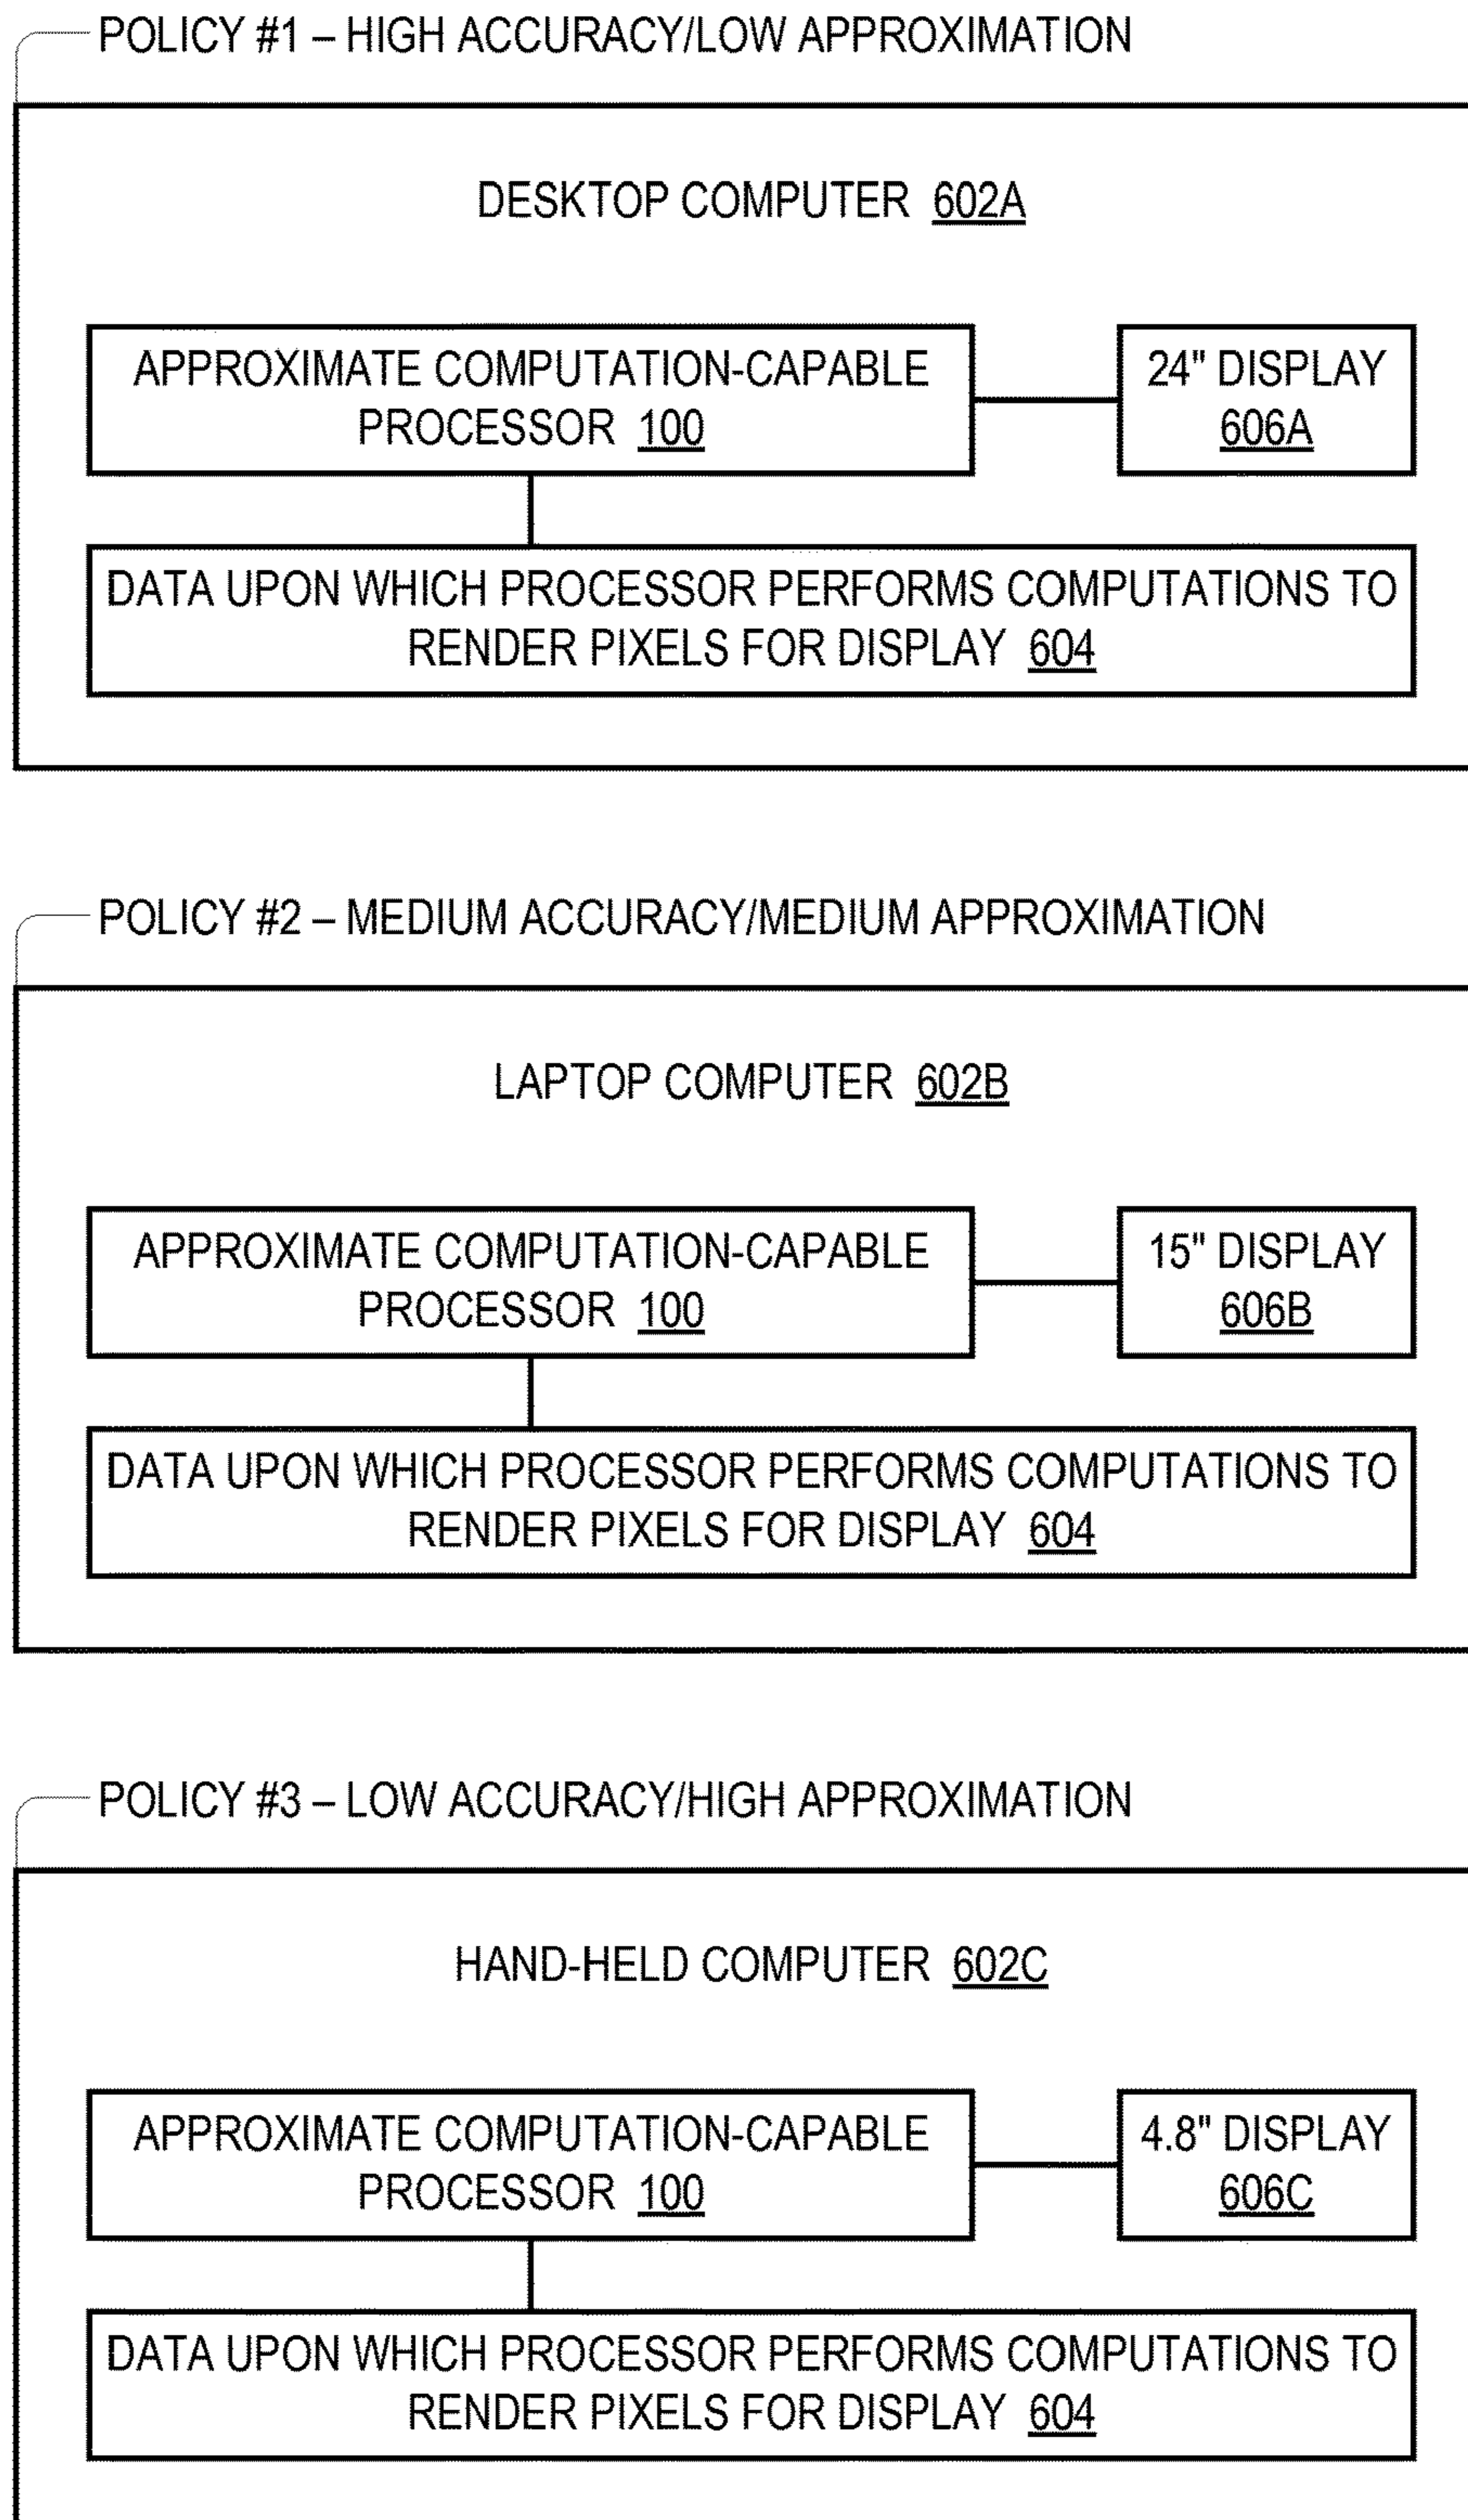 POLICY #1 – HIGH ACCURACY/LOW APPROXIMATION
DESKTOP COMPUTER 602A
APPROXIMATE COMPUTATION-CAPABLE
PROCESSOR 100
24" DISPLAY
606A
DATA UPON WHICH PROCESSOR PERFORMS COMPUTATIONS TO
RENDER PIXELS FOR DISPLAY 604
POLICY #2 – MEDIUM ACCURACY/MEDIUM APPROXIMATION
LAPTOP COMPUTER 602B
APPROXIMATE COMPUTATION-CAPABLE
PROCESSOR 100
15" DISPLAY
606B
DATA UPON WHICH PROCESSOR PERFORMS COMPUTATIONS TO
RENDER PIXELS FOR DISPLAY 604
POLICY #3 – LOW ACCURACY/HIGH APPROXIMATION
HAND-HELD COMPUTER 602C
APPROXIMATE COMPUTATION-CAPABLE
PROCESSOR 100
4.8" DISPLAY
606C
DATA UPON WHICH PROCESSOR PERFORMS COMPUTATIONS TO
RENDER PIXELS FOR DISPLAY 604